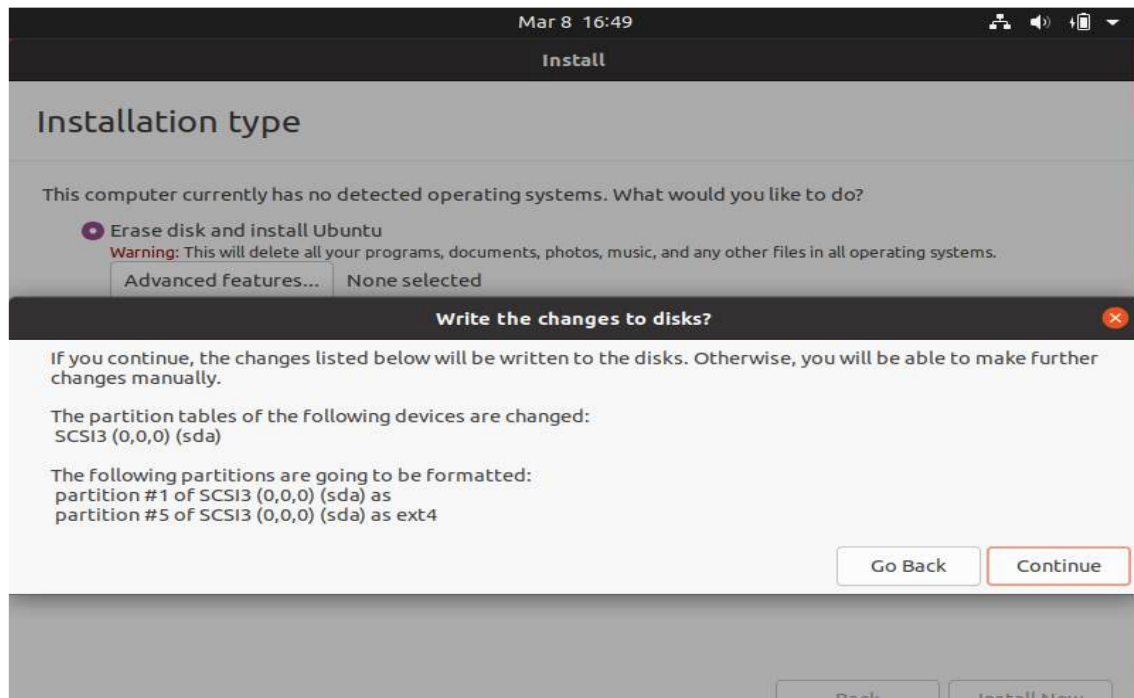 Mar 8 16:49
Install
Installation type
This computer currently has no detected operating systems. What would you like to do?
Erase disk and install Ubuntu
Warning: This will delete all your programs, documents, photos, music, and any other files in all operating systems.
Advanced features... None selected
Write the changes to disks?
If you continue, the changes listed below will be written to the disks. Otherwise, you will be able to make further
changes manually.
The partition tables of the following devices are changed:
SCSI3 (0,0,0) (sda)
The following partitions are going to be formatted:
partition #1 of SCSI3 (0,0,0) (sda) as
partition #5 of SCSI3 (0,0,0) (sda) as ext4
Go Back Continue
Back Install Now